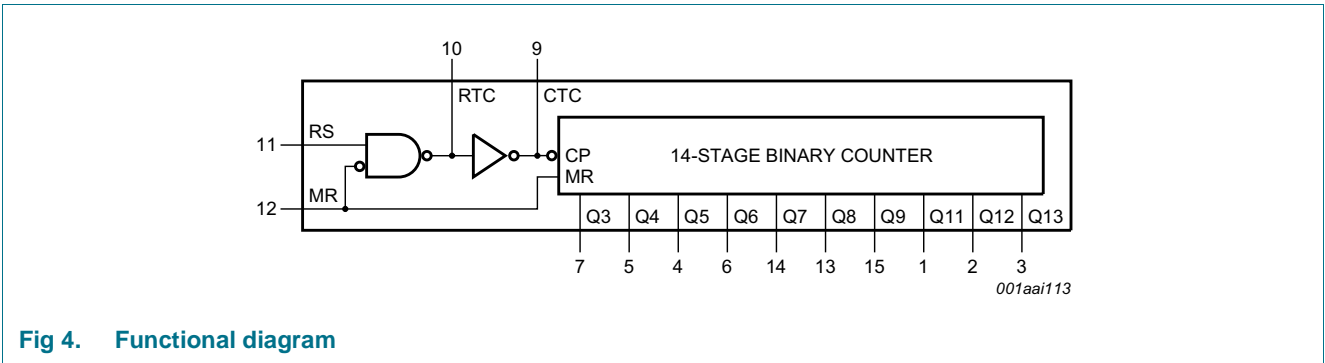 10 9
RTC CTC
11 RS
CP 14-STAGE BINARY COUNTER
MR
12 MR
Q3 Q4 Q5 Q6 Q7 Q8 Q9 Q11 Q12 Q13
7 5 4 6 14 13 15 1 2 3
001aai113
Fig 4. Functional diagram